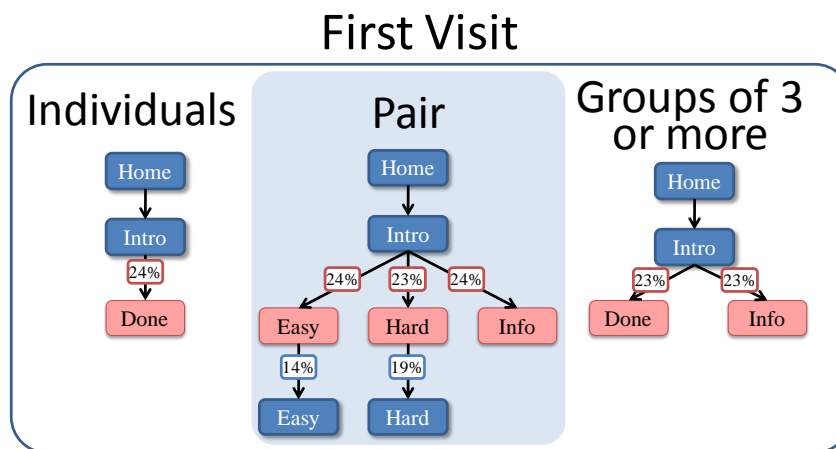 First Visit
Individuals
Home
Intro
24%
Done
Pair
Home
Intro
24% 23% 24%
Easy Hard Info
14% 19%
Easy Hard
Groups of 3
or more
Home
Intro
23% 23%
Done Info